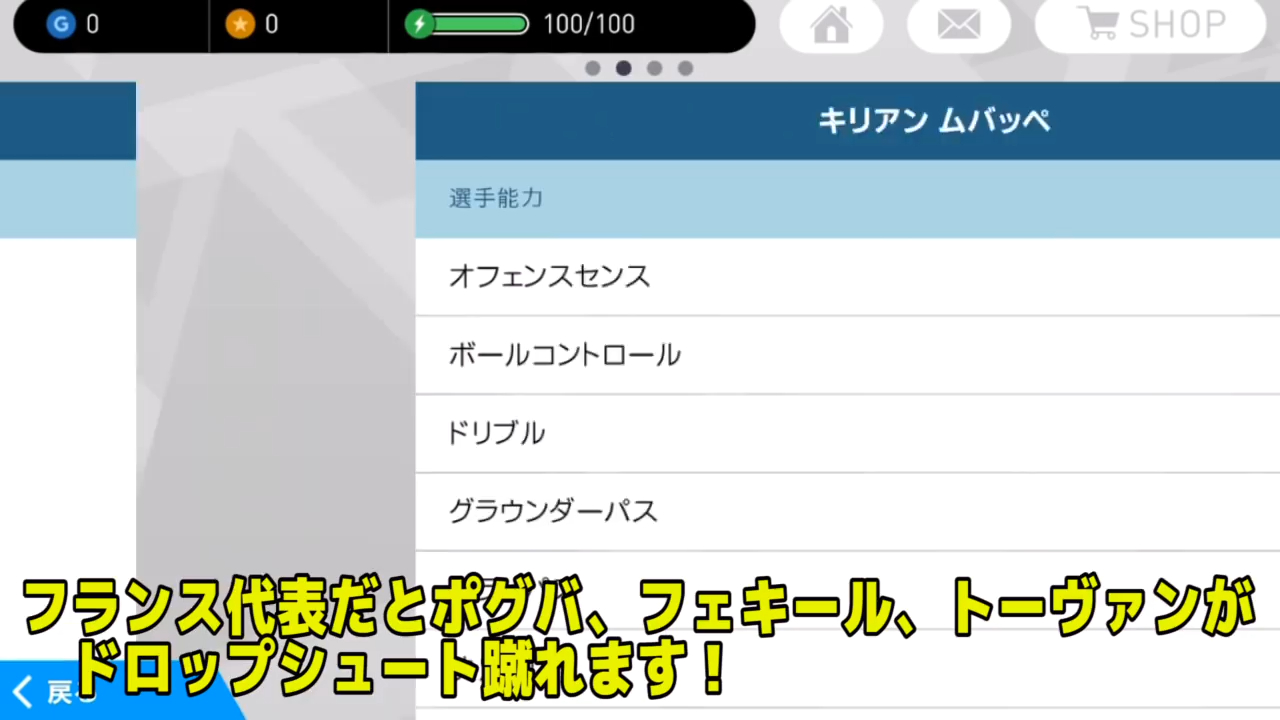 0
0
100/100
SHOP
キリアン ムバッペ
選手能力
オフェンスセンス
ボールコントロール
ドリブル
グラウンダーパス
フランス代表だとポグバ、フェキール、トーヴァンが
ドロップシュート蹴れます！
戻る